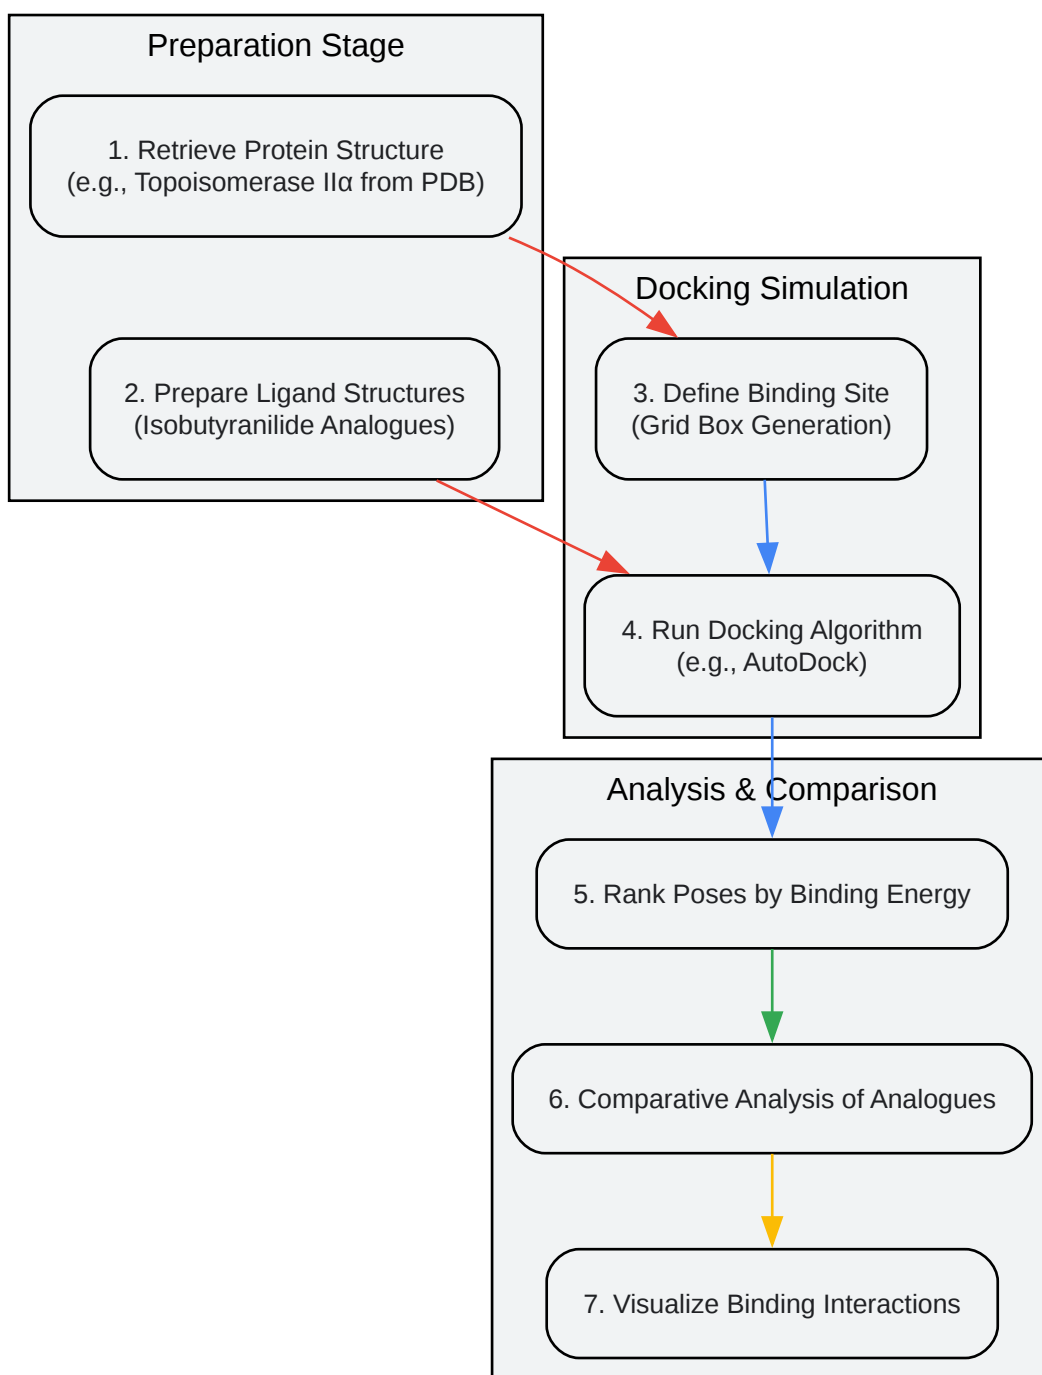 Preparation Stage
1. Retrieve Protein Structure
(e.g., Topoisomerase IIα from PDB)
2. Prepare Ligand Structures
(Isobutyranilide Analogues)
Docking Simulation
3. Define Binding Site
(Grid Box Generation)
4. Run Docking Algorithm
(e.g., AutoDock)
Analysis & Comparison
5. Rank Poses by Binding Energy
6. Comparative Analysis of Analogues
7. Visualize Binding Interactions